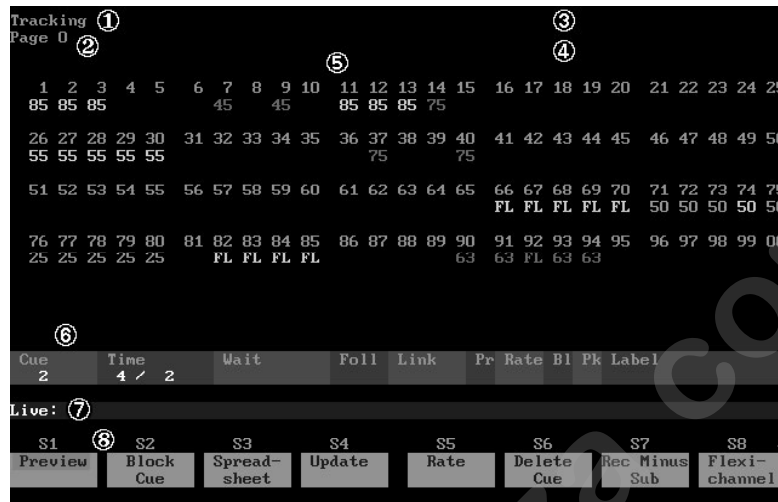 Tracking ①
Page 0 ②
③
④
⑤
1 2 3 4 5 6 7 8 9 10 11 12 13 14 15 16 17 18 19 20 21 22 23 24
85 85 85 45 45 85 85 85 75
26 27 28 29 30 31 32 33 34 35 36 37 38 39 40 41 42 43 44 45 46 47 48 49
55 55 55 55 55 75 75
51 52 53 54 55 56 57 58 59 60 61 62 63 64 65 66 67 68 69 70 71 72 73 74
FL FL FL FL FL 50 50 50 50
76 77 78 79 80 81 82 83 84 85 86 87 88 89 90 91 92 93 94 95 96 97 98 99
25 25 25 25 25 FL FL FL FL 63 63 FL 63 63
⑥
Cue Time Wait Foll Link Pr Rate Bl Pk Label
2 4 / 2
Live: ⑦
⑧
S1 S2 S3 S4 S5 S6 S7 S8
Preview Block Spread- Update Rate Delete Rec Minus Flexi-
Cue sheet Cue Sub channel